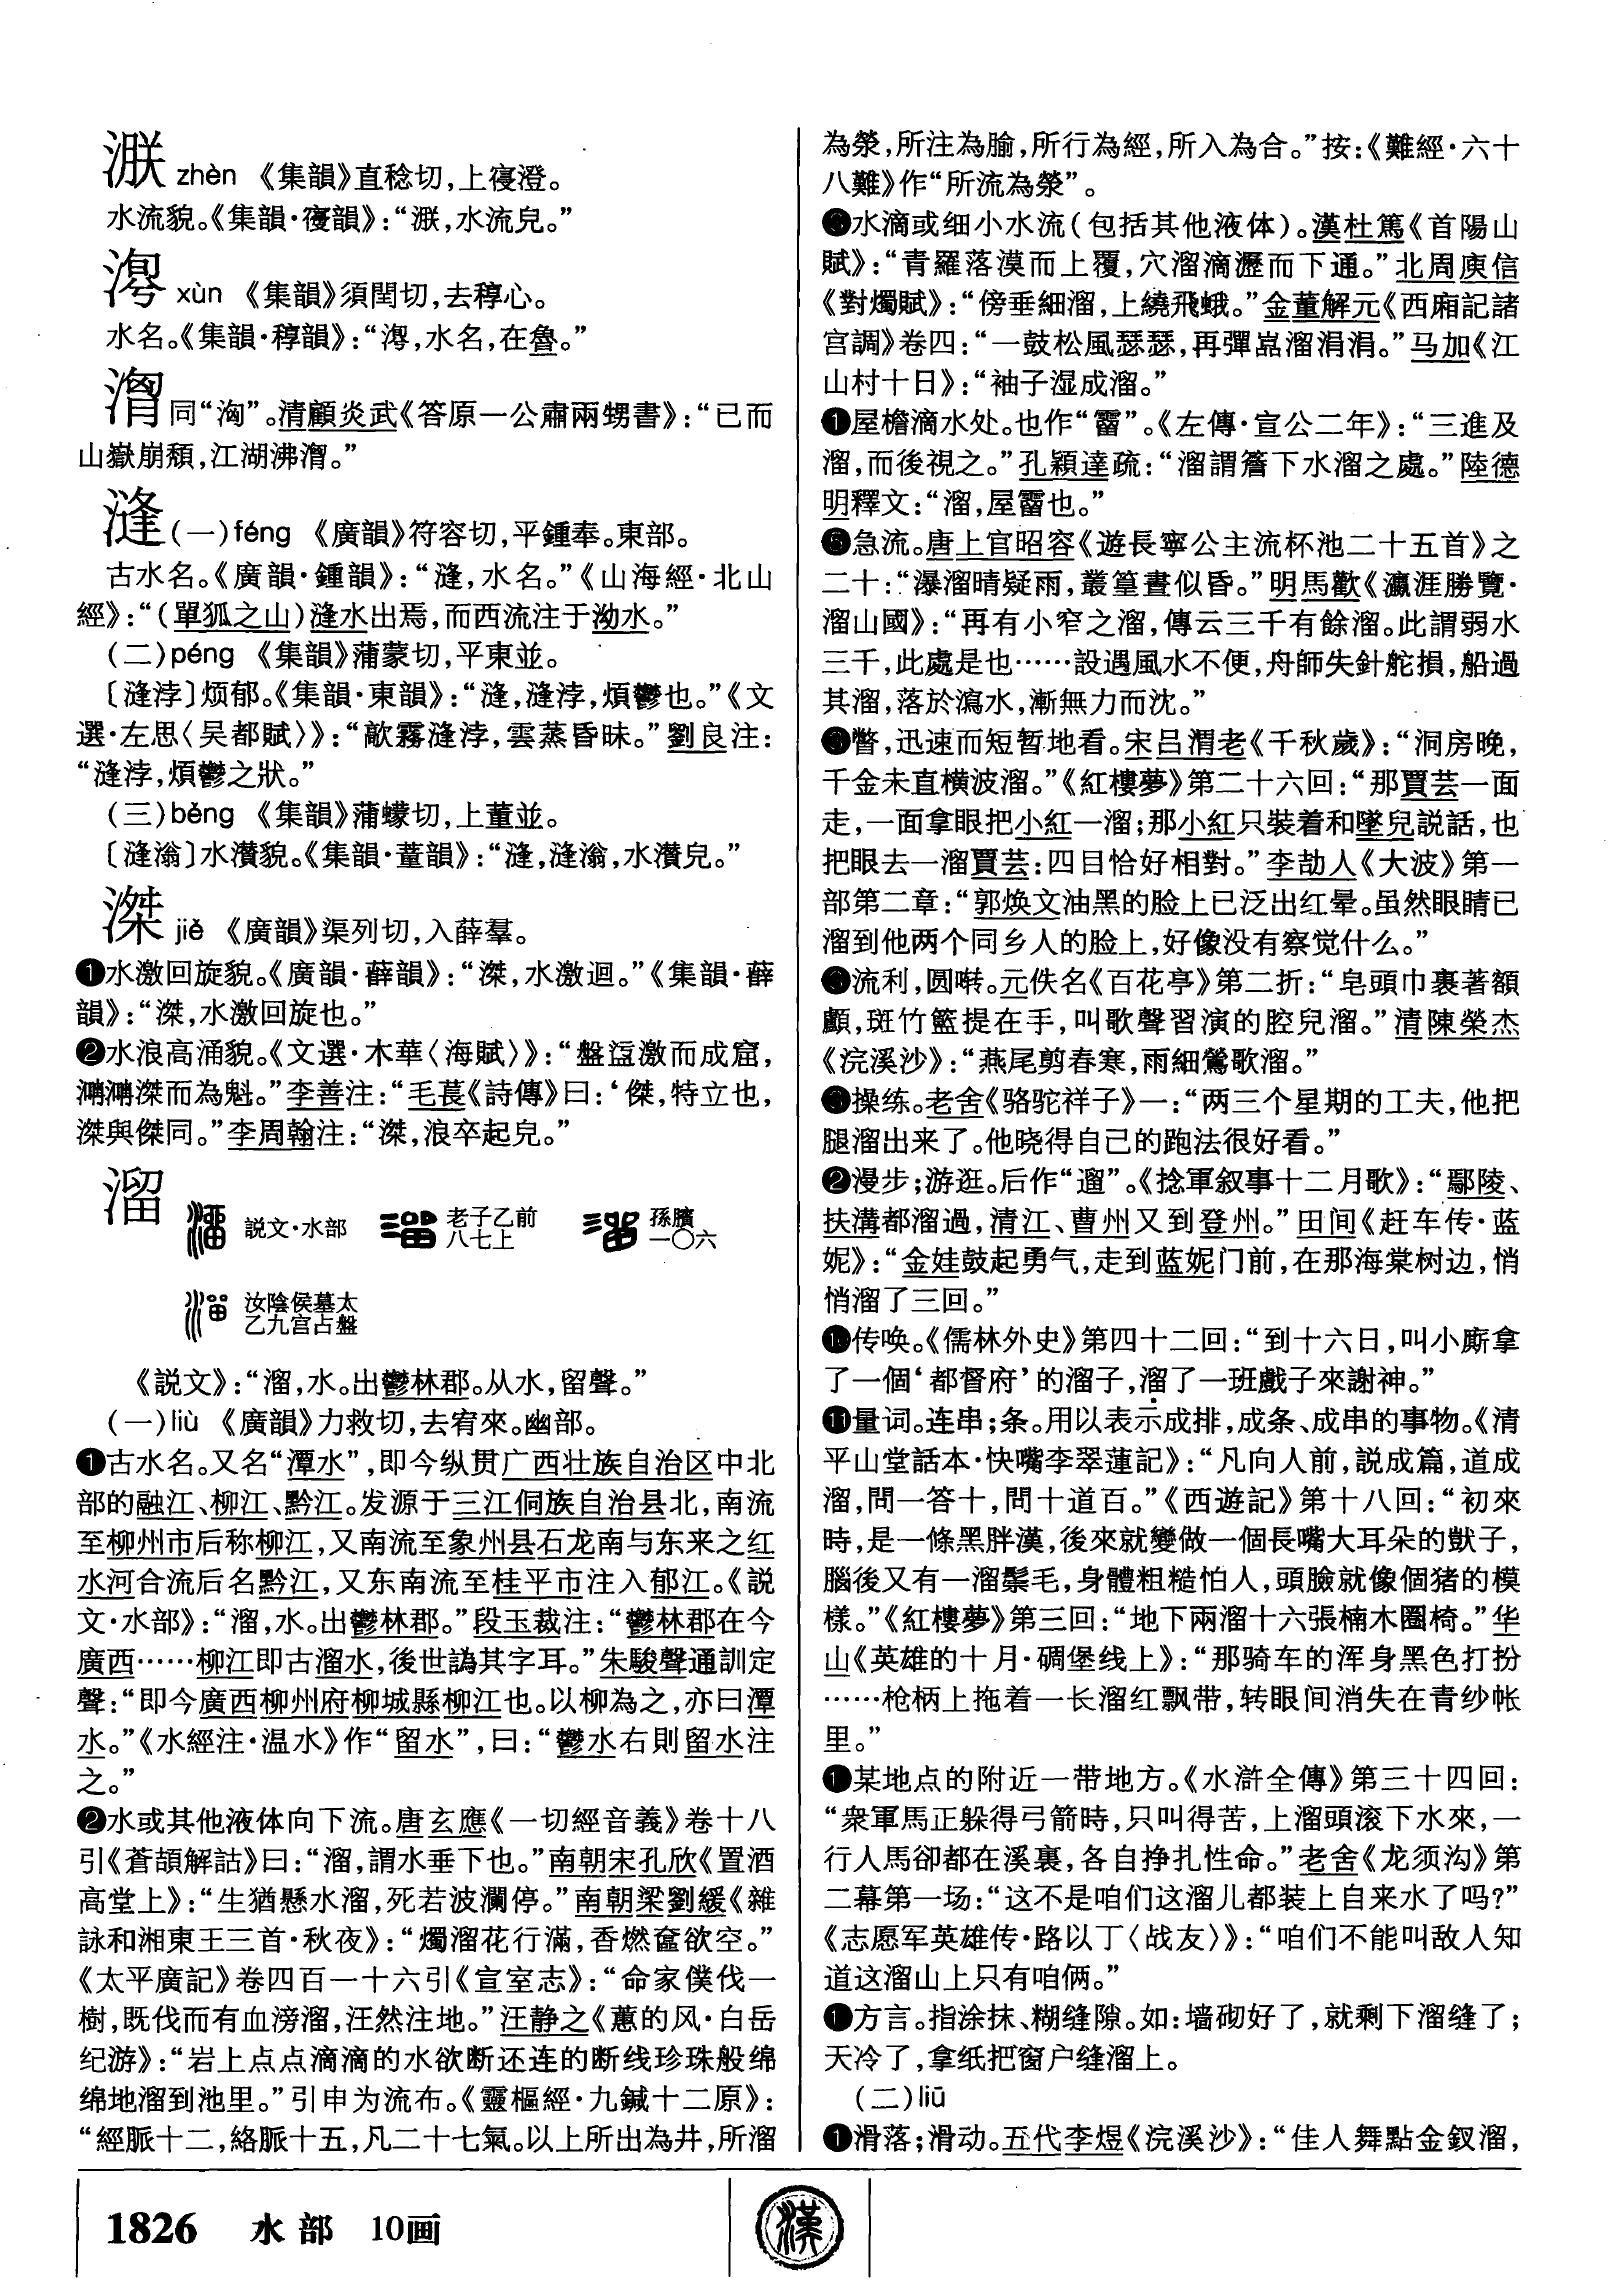 zhèn 《集韻》直稔切，上寑澄。
水流貌。《集韻·寑韻》：“，水流皃。”
xùn 《集韻》須閏切，去稕心。
水名。《集韻·稕韻》：“，水名，在魯。”
同“洶”。清顧炎武《答原一公肅兩甥書》：“已而
山嶽崩頹，江湖沸。”
漨(一)féng 《廣韻》符容切，平鍾奉。東部。
古水名。《廣韻·鍾韻》：“漨，水名。”《山海經·北山
經》：“(單狐之山)漨水出焉，而西流注于泑水。”
(二)péng 《集韻》蒲蒙切，平東並。
〔漨浡〕烦郁。《集韻·東韻》：“漨，漨浡，煩鬱也。”《文
選·左思〈吴都賦〉》：“歊霧漨浡，雲蒸昏昧。”劉良注：
“漨浡，煩鬱之狀。”
(三)běng 《集韻》蒲蠓切，上董並。
〔漨滃〕水濽貌。《集韻·董韻》：“漨，漨滃，水濽皃。”
滐 jié 《廣韻》渠列切，入薛羣。
❶水激回旋貌。《廣韻·薛韻》：“滐，水激迴。”《集韻·薛
韻》：“滐，水激回旋也。”
❷水浪高涌貌。《文選·木華〈海賦〉》：“盤盓激而成窟，
滐而為魁。”李善注：“毛萇《詩傳》曰：‘傑，特立也，
滐與傑同。”李周翰注：“滐，浪卒起皃。”
溜
説文·水部 老子乙前八七上 孫臏一〇六
汝陰侯墓太乙九宫占盤
《説文》：“溜，水。出鬱林郡。从水，留聲。”
(一)liù 《廣韻》力救切，去宥來。幽部。
❶古水名。又名“潭水”，即今纵贯广西壮族自治区中北
部的融江、柳江、黔江。发源于三江侗族自治县北，南流
至柳州市后称柳江，又南流至象州县石龙南与东来之红
水河合流后名黔江，又东南流至桂平市注入郁江。《説
文·水部》：“溜，水。出鬱林郡。”段玉裁注：“鬱林郡在今
廣西……柳江即古溜水，後世譌其字耳。”朱駿聲通訓定
聲：“即今廣西柳州府柳城縣柳江也。以柳為之，亦曰潭
水。”《水經注·温水》作“留水”，曰：“鬱水右則留水注
之。”
❷水或其他液体向下流。唐玄應《一切經音義》卷十八
引《蒼頡解詁》曰：“溜，謂水垂下也。”南朝宋孔欣《置酒
高堂上》：“生猶懸水溜，死若波瀾停。”南朝梁劉緩《雜
詠和湘東王三首·秋夜》：“燭溜花行滿，香燃奩欲空。”
《太平廣記》卷四百一十六引《宣室志》：“命家僕伐一
樹，既伐而有血滂溜，汪然注地。”汪静之《蕙的风·白岳
纪游》：“岩上点点滴滴的水欲断还连的断线珍珠般绵
绵地溜到池里。”引申为流布。《靈樞經·九鍼十二原》：
“經脈十二，絡脈十五，凡二十七氣。以上所出為井，所溜
為滎，所注為腧，所行為經，所入為合。”按：《難經·六十
八難》作“所流為滎”。
❸水滴或细小水流(包括其他液体)。漢杜篤《首陽山
賦》：“青羅落漠而上覆，穴溜滴瀝而下通。”北周庾信
《對燭賦》：“傍垂細溜，上繞飛蛾。”金董解元《西廂記諸
宫調》卷四：“一鼓松風瑟瑟，再彈嵓溜涓涓。”马加《江
山村十日》：“袖子湿成溜。”
❶屋檐滴水处。也作“霤”。《左傳·宣公二年》：“三進及
溜，而後視之。”孔穎達疏：“溜謂簷下水溜之處。”陸德
明釋文：“溜，屋霤也。”
❺急流。唐上官昭容《遊長寧公主流杯池二十五首》之
二十：“瀑溜晴疑雨，叢篁晝似昏。”明馬歡《瀛涯勝覽·
溜山國》：“再有小窄之溜，傳云三千有餘溜。此謂弱水
三千，此處是也……設遇風水不便，舟師失針舵損，船過
其溜，落於瀉水，漸無力而沈。”
❸瞥，迅速而短暂地看。宋吕渭老《千秋歲》：“洞房晚，
千金未直横波溜。”《紅樓夢》第二十六回：“那賈芸一面
走，一面拿眼把小紅一溜；那小紅只裝着和墜兒説話，也
把眼去一溜賈芸：四目恰好相對。”李劼人《大波》第一
部第二章：“郭焕文油黑的脸上已泛出红晕。虽然眼睛已
溜到他两个同乡人的脸上，好像没有察觉什么。”
❸流利，圆啭。元佚名《百花亭》第二折：“皂頭巾裹著額
顱，斑竹籃提在手，叫歌聲習演的腔兒溜。”清陳榮杰
《浣溪沙》：“燕尾剪春寒，雨細鶯歌溜。”
❸操练。老舍《骆驼祥子》一：“两三个星期的工夫，他把
腿溜出来了。他晓得自己的跑法很好看。”
❷漫步；游逛。后作“遛”。《捻軍叙事十二月歌》：“鄢陵、
扶溝都溜過，清江、曹州又到登州。”田间《赶车传·蓝
妮》：“金娃鼓起勇气，走到蓝妮门前，在那海棠树边，悄
悄溜了三回。”
❶传唤。《儒林外史》第四十二回：“到十六日，叫小廝拿
了一個‘都督府’的溜子，溜了一班戲子來謝神。”
⓫量词。连串；条。用以表示成排，成条、成串的事物。《清
平山堂話本·快嘴李翠蓮記》：“凡向人前，説成篇，道成
溜，問一答十，問十道百。”《西遊記》第十八回：“初來
時，是一條黑胖漢，後來就變做一個長嘴大耳朵的獃子，
腦後又有一溜鬃毛，身體粗糙怕人，頭臉就像個猪的模
樣。”《紅樓夢》第三回：“地下兩溜十六張楠木圈椅。”华
山《英雄的十月·碉堡线上》：“那骑车的浑身黑色打扮
……枪柄上拖着一长溜红飘带，转眼间消失在青纱帐
里。”
❶某地点的附近一带地方。《水滸全傳》第三十四回：
“衆軍馬正躲得弓箭時，只叫得苦，上溜頭滚下水來，一
行人馬卻都在溪裏，各自挣扎性命。”老舍《龙须沟》第
二幕第一场：“这不是咱们这溜儿都装上自来水了吗？”
《志愿军英雄传·路以丁〈战友〉》：“咱们不能叫敌人知
道这溜山上只有咱俩。”
❶方言。指涂抹、糊缝隙。如：墙砌好了，就剩下溜缝了；
天冷了，拿纸把窗户缝溜上。
(二)liū
❶滑落；滑动。五代李煜《浣溪沙》：“佳人舞點金釵溜，
1826 水部 10画
漢